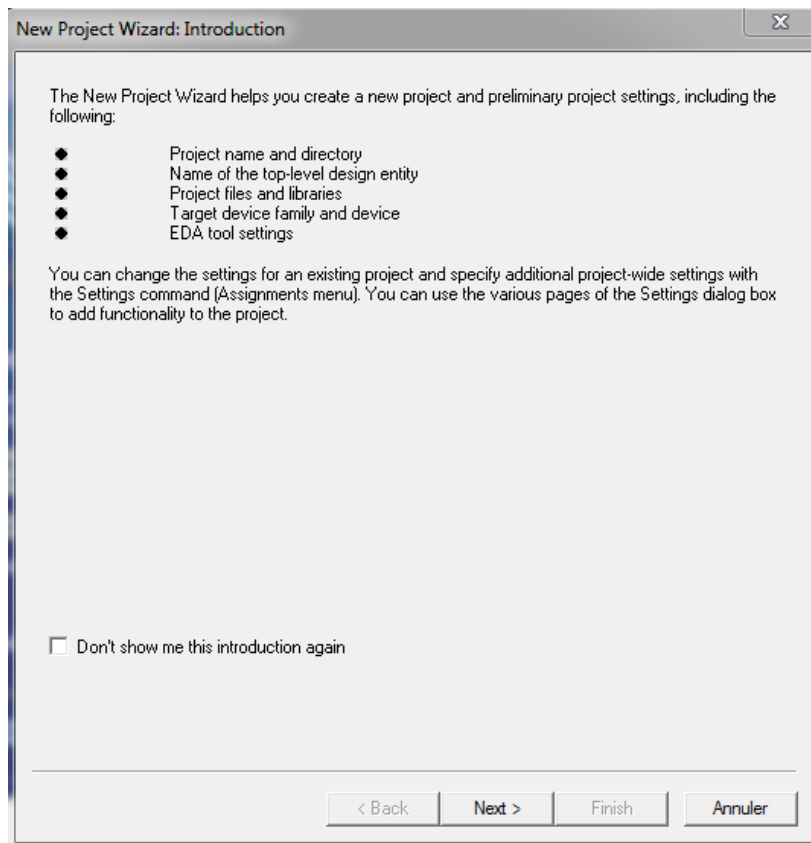 New Project Wizard: Introduction
The New Project Wizard helps you create a new project and preliminary project settings, including the
following:
Project name and directory
Name of the top-level design entity
Project files and libraries
Target device family and device
EDA tool settings
You can change the settings for an existing project and specify additional project-wide settings with
the Settings command (Assignments menu). You can use the various pages of the Settings dialog box
to add functionality to the project.
Don't show me this introduction again
< Back Next > Finish Annuler